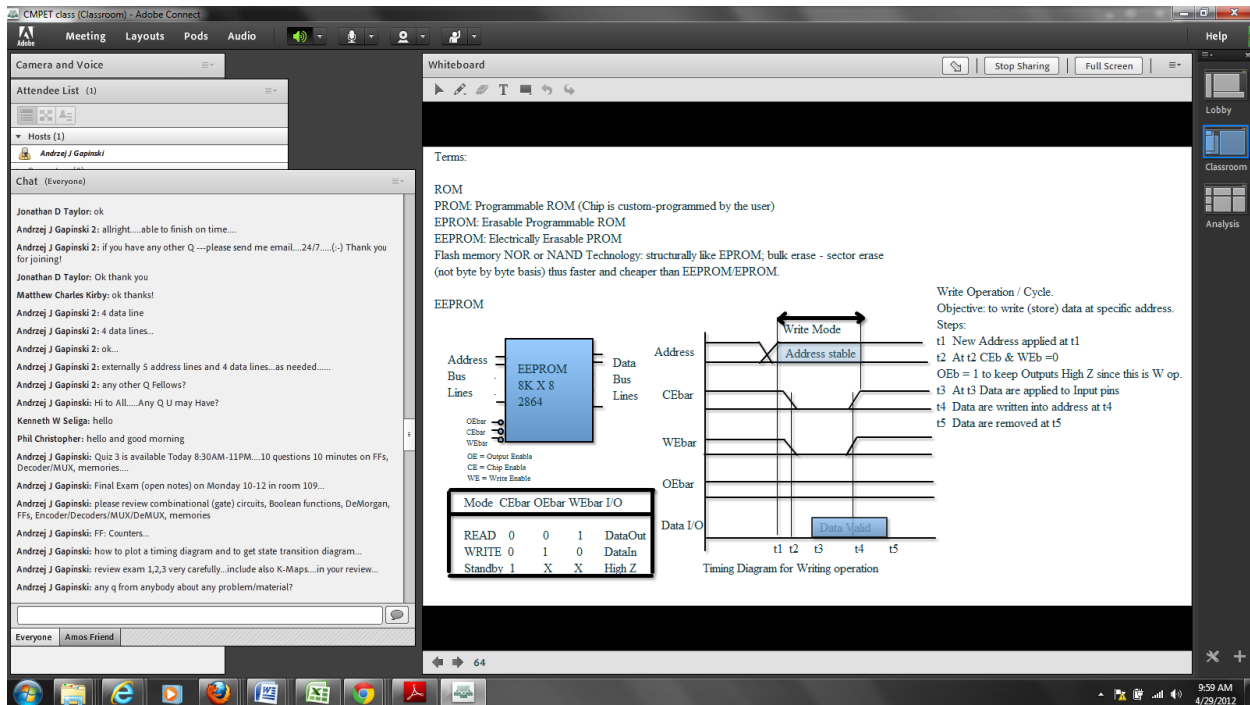 CMPET class (Classroom) - Adobe Connect
Adobe
Meeting Layouts Pods Audio
Help
Camera and Voice
Attendee List (1)
Hosts (1)
Andrzej J Gapinski
Chat (Everyone)
Jonathan D Taylor: ok
Andrzej J Gapinski 2: allright.....able to finish on time....
Andrzej J Gapinski 2: if you have any other Q ---please send me email....24/7.....(:-) Thank you
for joining!
Jonathan D Taylor: Ok thank you
Matthew Charles Kirby: ok thanks!
Andrzej J Gapinski 2: 4 data line
Andrzej J Gapinski 2: 4 data lines...
Andrzej J Gapinski 2: ok...
Andrzej J Gapinski 2: externally 5 address lines and 4 data lines...as needed......
Andrzej J Gapinski 2: any other Q Fellows?
Andrzej J Gapinski: Hi to All.....Any Q U may Have?
Kenneth W Seliga: hello
Phil Christopher: hello and good morning
Andrzej J Gapinski: Quiz 3 is available Today 8:30AM-11PM....10 questions 10 minutes on FFs,
Decoder/MUX, memories....
Andrzej J Gapinski: Final Exam (open notes) on Monday 10-12 in room 109...
Andrzej J Gapinski: please review combinational (gate) circuits, Boolean functions, DeMorgan,
FFs, Encoder/Decoders/MUX/DeMUX, memories
Andrzej J Gapinski: FF: Counters...
Andrzej J Gapinski: how to plot a timing diagram and to get state transition diagram...
Andrzej J Gapinski: review exam 1,2,3 very carefully...include also K-Maps....in your review...
Andrzej J Gapinski: any q from anybody about any problem/material?
Everyone Amos Friend
Whiteboard
Stop Sharing
Full Screen
T
Terms:
ROM
PROM: Programmable ROM (Chip is custom-programmed by the user)
EPROM: Erasable Programmable ROM
EEPROM: Electrically Erasable PROM
Flash memory NOR or NAND Technology: structurally like EPROM; bulk erase - sector erase
(not byte by byte basis) thus faster and cheaper than EEPROM/EPROM.
EEPROM
Address
Bus
Lines
EEPROM
8K X 8
2864
Data
Bus
Lines
OEbar
CEbar
WEbar
OE = Output Enable
CE = Chip Enable
WE = Write Enable
Mode CEbar OEbar WEbar I/O
READ 0 0 1 DataOut
WRITE 0 1 0 DataIn
Standby 1 X X High Z
Write Mode
Address
Address stable
CEbar
WEbar
OEbar
Data I/O
Data Valid
t1 t2 t3 t4 t5
Timing Diagram for Writing operation
Write Operation / Cycle.
Objective: to write (store) data at specific address.
Steps:
t1 New Address applied at t1
t2 At t2 CEb & WEb =0
OEb = 1 to keep Outputs High Z since this is W op.
t3 At t3 Data are applied to Input pins
t4 Data are written into address at t4
t5 Data are removed at t5
64
Lobby
Classroom
Analysis
9:59 AM
4/29/2012